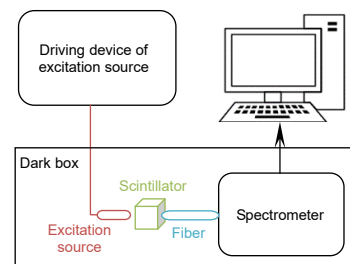 Driving device of
excitation source
Dark box
Scintillator
Excitation
source
Fiber
Spectrometer